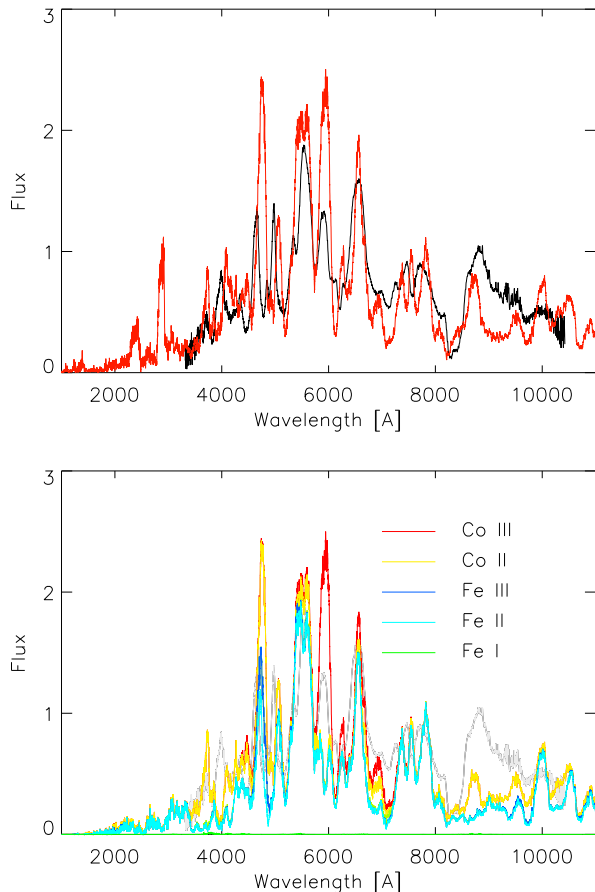 3
2
1
0
Flux
2000 4000 6000 8000 10000
Wavelength [A]
3
2
1
0
Flux
Co III
Co II
Fe III
Fe II
Fe I
2000 4000 6000 8000 10000
Wavelength [A]